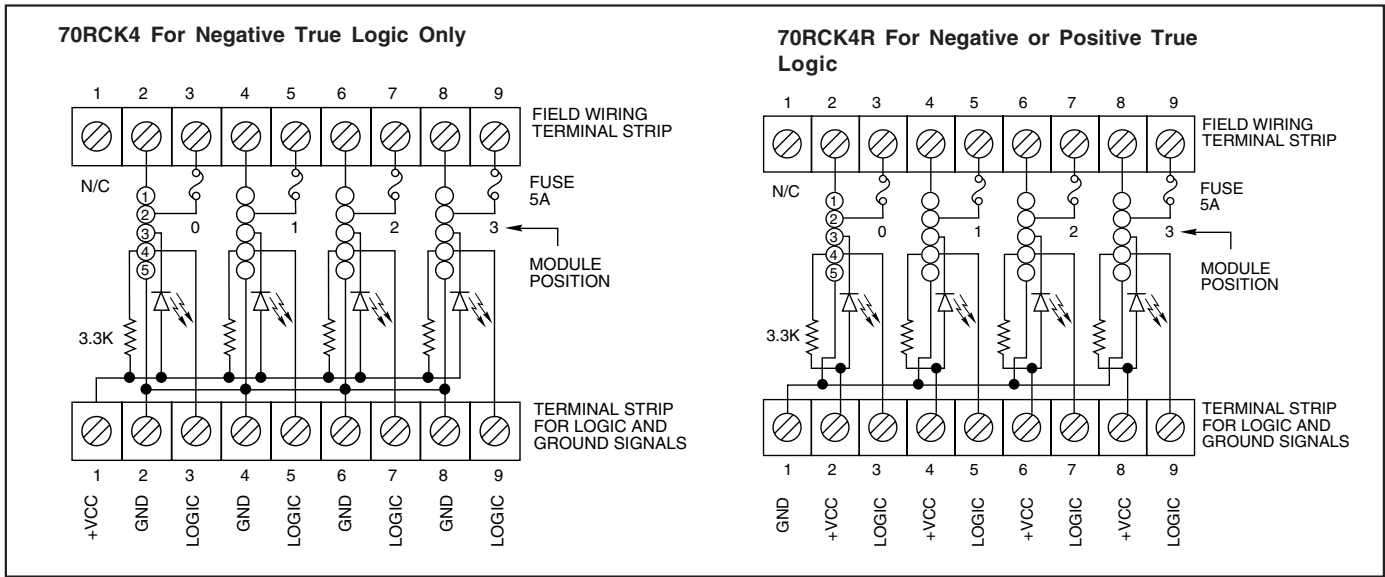 70RCK4 For Negative True Logic Only
1 2 3 4 5 6 7 8 9
FIELD WIRING
TERMINAL STRIP
N/C
1
2
3
4
5
0
1
2
3
FUSE
5A
MODULE
POSITION
3.3K
TERMINAL STRIP
FOR LOGIC AND
GROUND SIGNALS
1 2 3 4 5 6 7 8 9
+VCC
GND
LOGIC
GND
LOGIC
GND
LOGIC
GND
LOGIC
70RCK4R For Negative or Positive True
Logic
1 2 3 4 5 6 7 8 9
FIELD WIRING
TERMINAL STRIP
N/C
1
2
3
4
5
0
1
2
3
FUSE
5A
MODULE
POSITION
3.3K
TERMINAL STRIP
FOR LOGIC AND
GROUND SIGNALS
1 2 3 4 5 6 7 8 9
GND
+VCC
LOGIC
+VCC
LOGIC
+VCC
LOGIC
+VCC
LOGIC